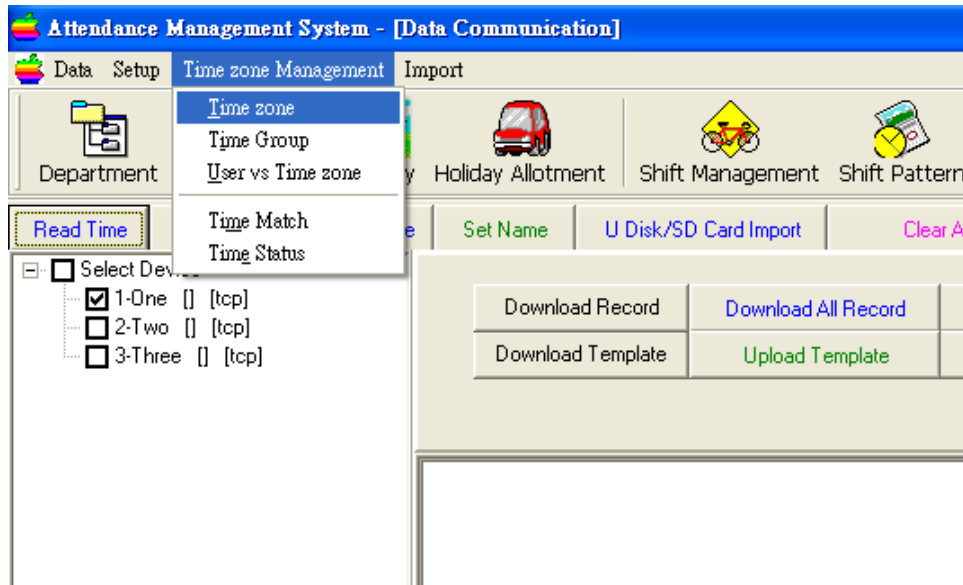 Attendance Management System - [Data Communication]
Data Setup Time zone Management Import
Time zone
Time Group
User vs Time zone
Time Match
Time Status
Department
Holiday Allotment
Shift Management
Shift Pattern
Read Time
Set Name
U Disk/SD Card Import
Clear A
Select Dev
1-One [] [tcp]
2-Two [] [tcp]
3-Three [] [tcp]
Download Record
Download All Record
Download Template
Upload Template